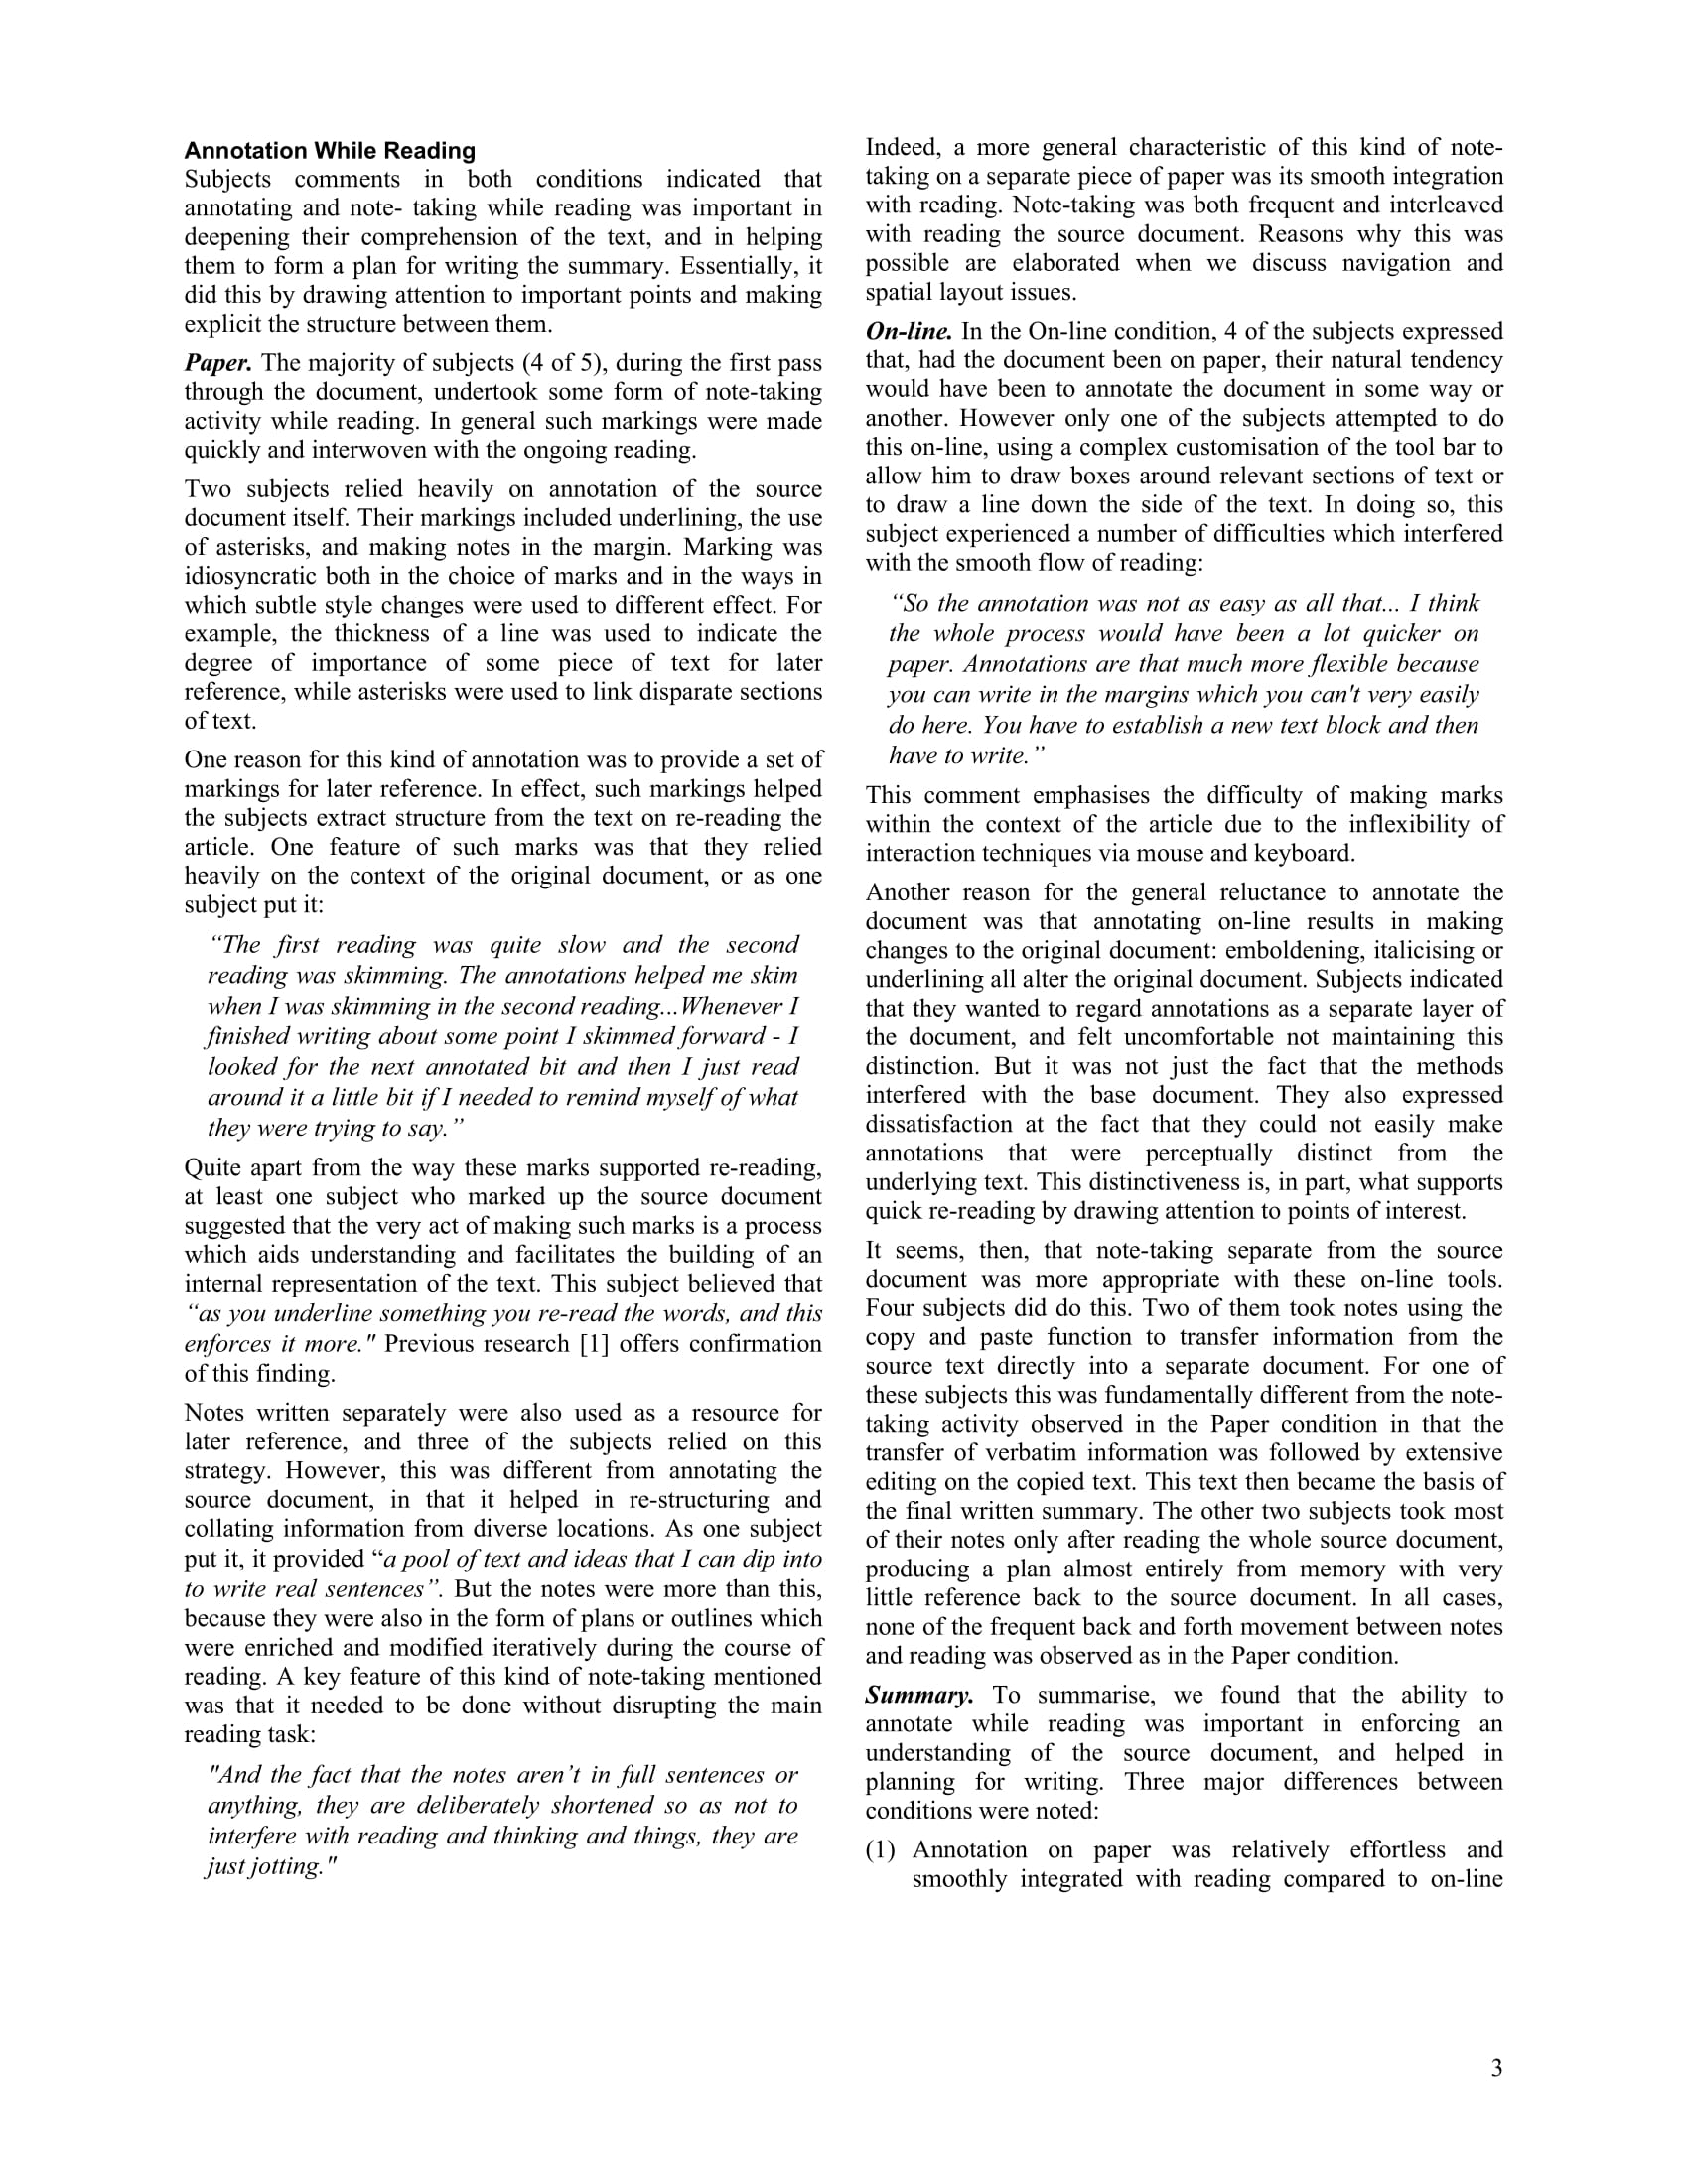 Annotation While Reading
Subjects comments in both conditions indicated that
annotating and note- taking while reading was important in
deepening their comprehension of the text, and in helping
them to form a plan for writing the summary. Essentially, it
did this by drawing attention to important points and making
explicit the structure between them.
Paper. The majority of subjects (4 of 5), during the first pass
through the document, undertook some form of note-taking
activity while reading. In general such markings were made
quickly and interwoven with the ongoing reading.
Two subjects relied heavily on annotation of the source
document itself. Their markings included underlining, the use
of asterisks, and making notes in the margin. Marking was
idiosyncratic both in the choice of marks and in the ways in
which subtle style changes were used to different effect. For
example, the thickness of a line was used to indicate the
degree of importance of some piece of text for later
reference, while asterisks were used to link disparate sections
of text.
One reason for this kind of annotation was to provide a set of
markings for later reference. In effect, such markings helped
the subjects extract structure from the text on re-reading the
article. One feature of such marks was that they relied
heavily on the context of the original document, or as one
subject put it:
“The first reading was quite slow and the second
reading was skimming. The annotations helped me skim
when I was skimming in the second reading...Whenever I
finished writing about some point I skimmed forward - I
looked for the next annotated bit and then I just read
around it a little bit if I needed to remind myself of what
they were trying to say.”
Quite apart from the way these marks supported re-reading,
at least one subject who marked up the source document
suggested that the very act of making such marks is a process
which aids understanding and facilitates the building of an
internal representation of the text. This subject believed that
“as you underline something you re-read the words, and this
enforces it more." Previous research [1] offers confirmation
of this finding.
Notes written separately were also used as a resource for
later reference, and three of the subjects relied on this
strategy. However, this was different from annotating the
source document, in that it helped in re-structuring and
collating information from diverse locations. As one subject
put it, it provided “a pool of text and ideas that I can dip into
to write real sentences”. But the notes were more than this,
because they were also in the form of plans or outlines which
were enriched and modified iteratively during the course of
reading. A key feature of this kind of note-taking mentioned
was that it needed to be done without disrupting the main
reading task:
"And the fact that the notes aren’t in full sentences or
anything, they are deliberately shortened so as not to
interfere with reading and thinking and things, they are
just jotting."
Indeed, a more general characteristic of this kind of note-
taking on a separate piece of paper was its smooth integration
with reading. Note-taking was both frequent and interleaved
with reading the source document. Reasons why this was
possible are elaborated when we discuss navigation and
spatial layout issues.
On-line. In the On-line condition, 4 of the subjects expressed
that, had the document been on paper, their natural tendency
would have been to annotate the document in some way or
another. However only one of the subjects attempted to do
this on-line, using a complex customisation of the tool bar to
allow him to draw boxes around relevant sections of text or
to draw a line down the side of the text. In doing so, this
subject experienced a number of difficulties which interfered
with the smooth flow of reading:
“So the annotation was not as easy as all that... I think
the whole process would have been a lot quicker on
paper. Annotations are that much more flexible because
you can write in the margins which you can't very easily
do here. You have to establish a new text block and then
have to write.”
This comment emphasises the difficulty of making marks
within the context of the article due to the inflexibility of
interaction techniques via mouse and keyboard.
Another reason for the general reluctance to annotate the
document was that annotating on-line results in making
changes to the original document: emboldening, italicising or
underlining all alter the original document. Subjects indicated
that they wanted to regard annotations as a separate layer of
the document, and felt uncomfortable not maintaining this
distinction. But it was not just the fact that the methods
interfered with the base document. They also expressed
dissatisfaction at the fact that they could not easily make
annotations that were perceptually distinct from the
underlying text. This distinctiveness is, in part, what supports
quick re-reading by drawing attention to points of interest.
It seems, then, that note-taking separate from the source
document was more appropriate with these on-line tools.
Four subjects did do this. Two of them took notes using the
copy and paste function to transfer information from the
source text directly into a separate document. For one of
these subjects this was fundamentally different from the note-
taking activity observed in the Paper condition in that the
transfer of verbatim information was followed by extensive
editing on the copied text. This text then became the basis of
the final written summary. The other two subjects took most
of their notes only after reading the whole source document,
producing a plan almost entirely from memory with very
little reference back to the source document. In all cases,
none of the frequent back and forth movement between notes
and reading was observed as in the Paper condition.
Summary. To summarise, we found that the ability to
annotate while reading was important in enforcing an
understanding of the source document, and helped in
planning for writing. Three major differences between
conditions were noted:
(1) Annotation on paper was relatively effortless and
smoothly integrated with reading compared to on-line
3